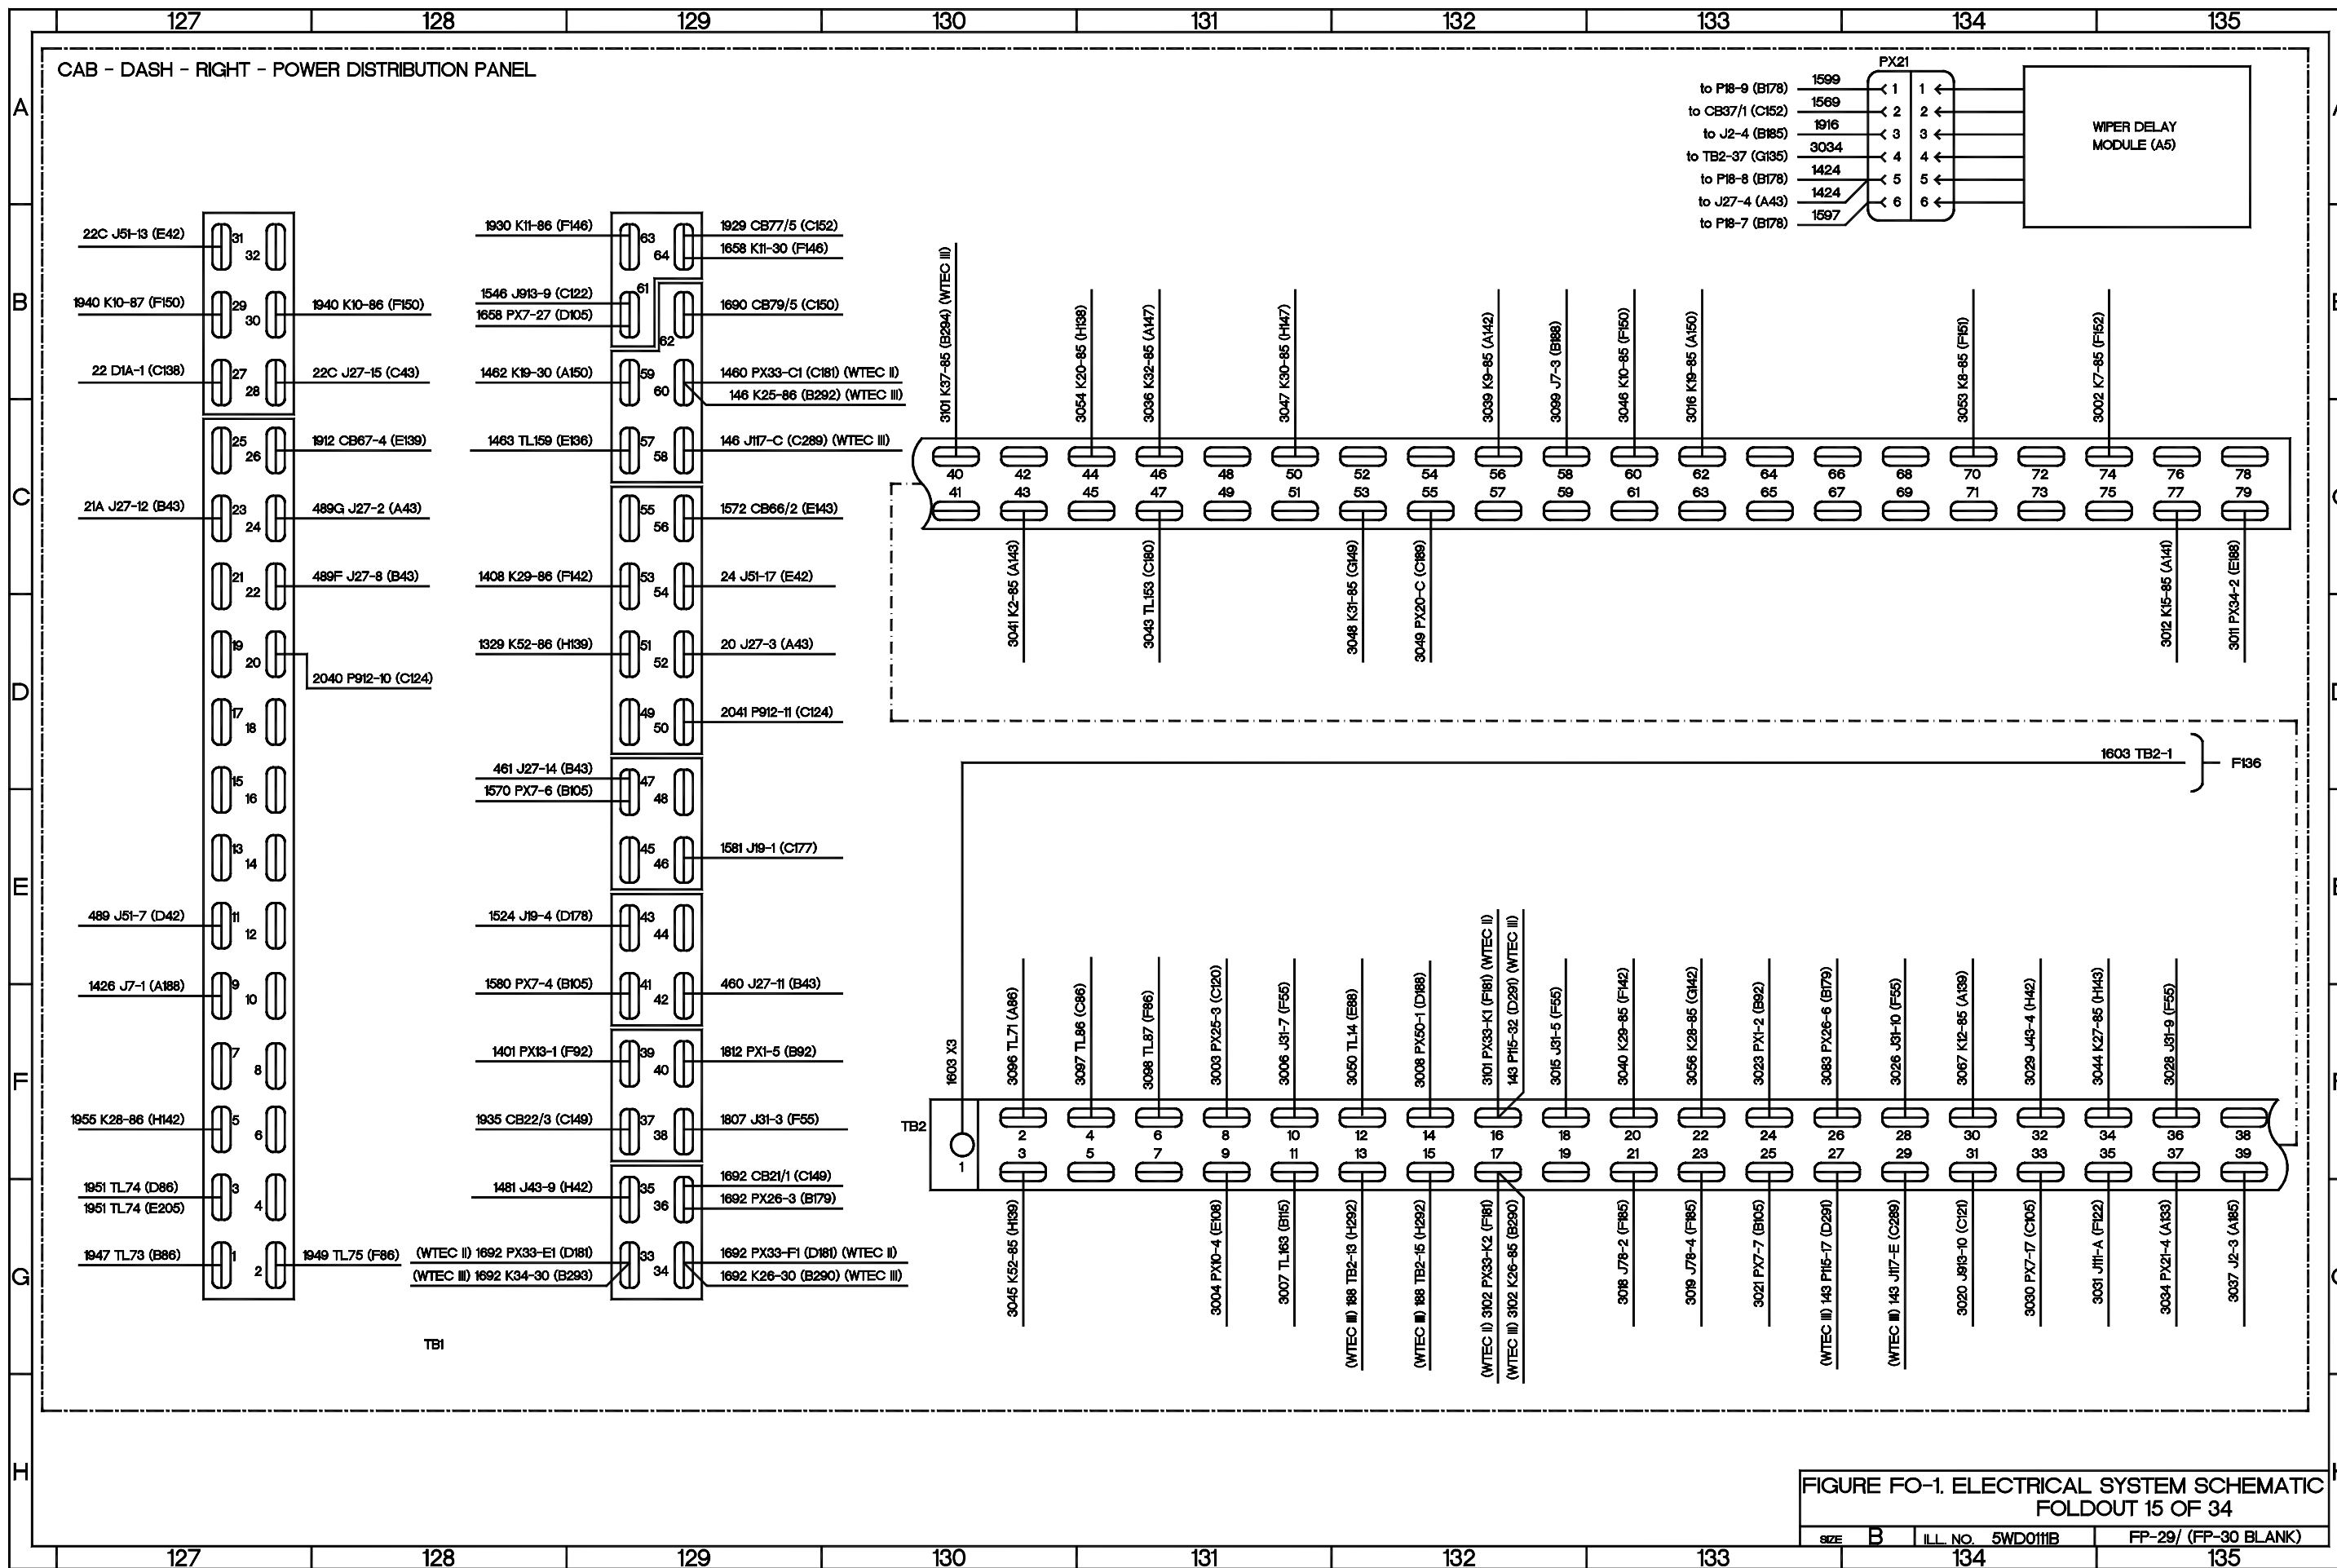 127 128 129 130 131 132 133 134 135
A
B
C
D
E
F
G
H
CAB - DASH - RIGHT - POWER DISTRIBUTION PANEL
PX21
to P18-9 (B178) 1599 1 1
to CB37/1 (C152) 1569 2 2
to J2-4 (B185) 1916 3 3
to TB2-37 (G135) 3034 4 4
to P18-8 (B178) 1424 5 5
to J27-4 (A43) 1424 6 6
to P18-7 (B178) 1597
WIPER DELAY
MODULE (A5)
22C J51-13 (E42) 31
32
1940 K10-87 (F150) 29
30 1940 K10-86 (F150)
22 D1A-1 (C138) 27
28 22C J27-15 (C43)
25
26 1912 CB67-4 (E139)
21A J27-12 (B43) 23
24 489G J27-2 (A43)
21
22 489F J27-8 (B43)
19
20
2040 P912-10 (C124)
17
18
15
16
13
14
489 J51-7 (D42) 11
12
1426 J7-1 (A188) 9
10
7
8
1955 K28-86 (H142) 5
6
1951 TL74 (D86) 3
1951 TL74 (E205) 4
1947 TL73 (B86) 1
2 1949 TL75 (F86)
TB1
1930 K11-86 (F146) 63
64 1929 CB77/5 (C152)
1658 K11-30 (F146)
1546 J913-9 (C122) 61
1658 PX7-27 (D105)
62 1690 CB79/5 (C150)
1462 K19-30 (A150) 59
60 1460 PX33-C1 (C181) (WTEC II)
146 K25-86 (B292) (WTEC III)
1463 TL159 (E136) 57
58 146 J117-C (C289) (WTEC III)
55
56 1572 CB66/2 (E143)
1408 K29-86 (F142) 53
54 24 J51-17 (E42)
1329 K52-86 (H139) 51
52 20 J27-3 (A43)
49
50 2041 P912-11 (C124)
461 J27-14 (B43) 47
1570 PX7-6 (B105) 48
45
46 1581 J19-1 (C177)
1524 J19-4 (D178) 43
44
1580 PX7-4 (B105) 41
42 460 J27-11 (B43)
1401 PX13-1 (F92) 39
40 1812 PX1-5 (B92)
1935 CB22/3 (C149) 37
38 1807 J31-3 (F55)
1481 J43-9 (H42) 35
36 1692 CB21/1 (C149)
1692 PX26-3 (B179)
(WTEC II) 1692 PX33-E1 (D181) 33
(WTEC III) 1692 K34-30 (B293)
34 1692 PX33-F1 (D181) (WTEC II)
1692 K26-30 (B290) (WTEC III)
3101 K37-85 (B294) (WTEC III)
3054 K20-85 (H138)
3036 K32-85 (A147)
3047 K30-85 (H147)
3039 K9-85 (A142)
3099 J7-3 (B188)
3046 K10-85 (F150)
3016 K19-85 (A150)
3053 K8-85 (F151)
3002 K7-85 (F152)
40 42 44 46 48 50 52 54 56 58 60 62 64 66 68 70 72 74 76 78
41 43 45 47 49 51 53 55 57 59 61 63 65 67 69 71 73 75 77 79
3041 K2-85 (A143)
3043 TL153 (C180)
3048 K31-85 (G149)
3049 PX20-C (C189)
3012 K15-85 (A141)
3011 PX34-2 (E188)
1603 TB2-1
F136
1603 X3
3096 TL71 (A86)
3097 TL86 (C86)
3098 TL87 (F86)
3003 PX25-3 (C120)
3006 J31-7 (F55)
3050 TL14 (E88)
3008 PX50-1 (D188)
3101 PX33-K1 (F181) (WTEC II)
143 P115-32 (D291) (WTEC III)
3015 J31-5 (F55)
3040 K29-85 (F142)
3056 K28-85 (G142)
3023 PX1-2 (B92)
3083 PX26-6 (B179)
3026 J31-10 (F55)
3067 K12-85 (A139)
3029 J43-4 (H42)
3044 K27-85 (H143)
3028 J31-9 (F55)
TB2
2 4 6 8 10 12 14 16 18 20 22 24 26 28 30 32 34 36 38
1 3 5 7 9 11 13 15 17 19 21 23 25 27 29 31 33 35 37 39
3045 K52-85 (H139)
3004 PX10-4 (E108)
3007 TL163 (B115)
(WTEC III) 188 TB2-13 (H292)
(WTEC III) 188 TB2-15 (H292)
(WTEC II) 3102 PX33-K2 (F181)
(WTEC III) 3102 K26-85 (B290)
3018 J78-2 (F185)
3019 J78-4 (F185)
3021 PX7-7 (B105)
(WTEC III) 143 P115-17 (D291)
(WTEC III) 143 J117-E (C289)
3020 J913-10 (C121)
3030 PX7-17 (C105)
3031 J111-A (F122)
3034 PX21-4 (A133)
3037 J2-3 (A185)
FIGURE FO-1. ELECTRICAL SYSTEM SCHEMATIC
FOLDOUT 15 OF 34
SIZE B ILL. NO. 5WD0111B FP-29/ (FP-30 BLANK)
127 128 129 130 131 132 133 134 135